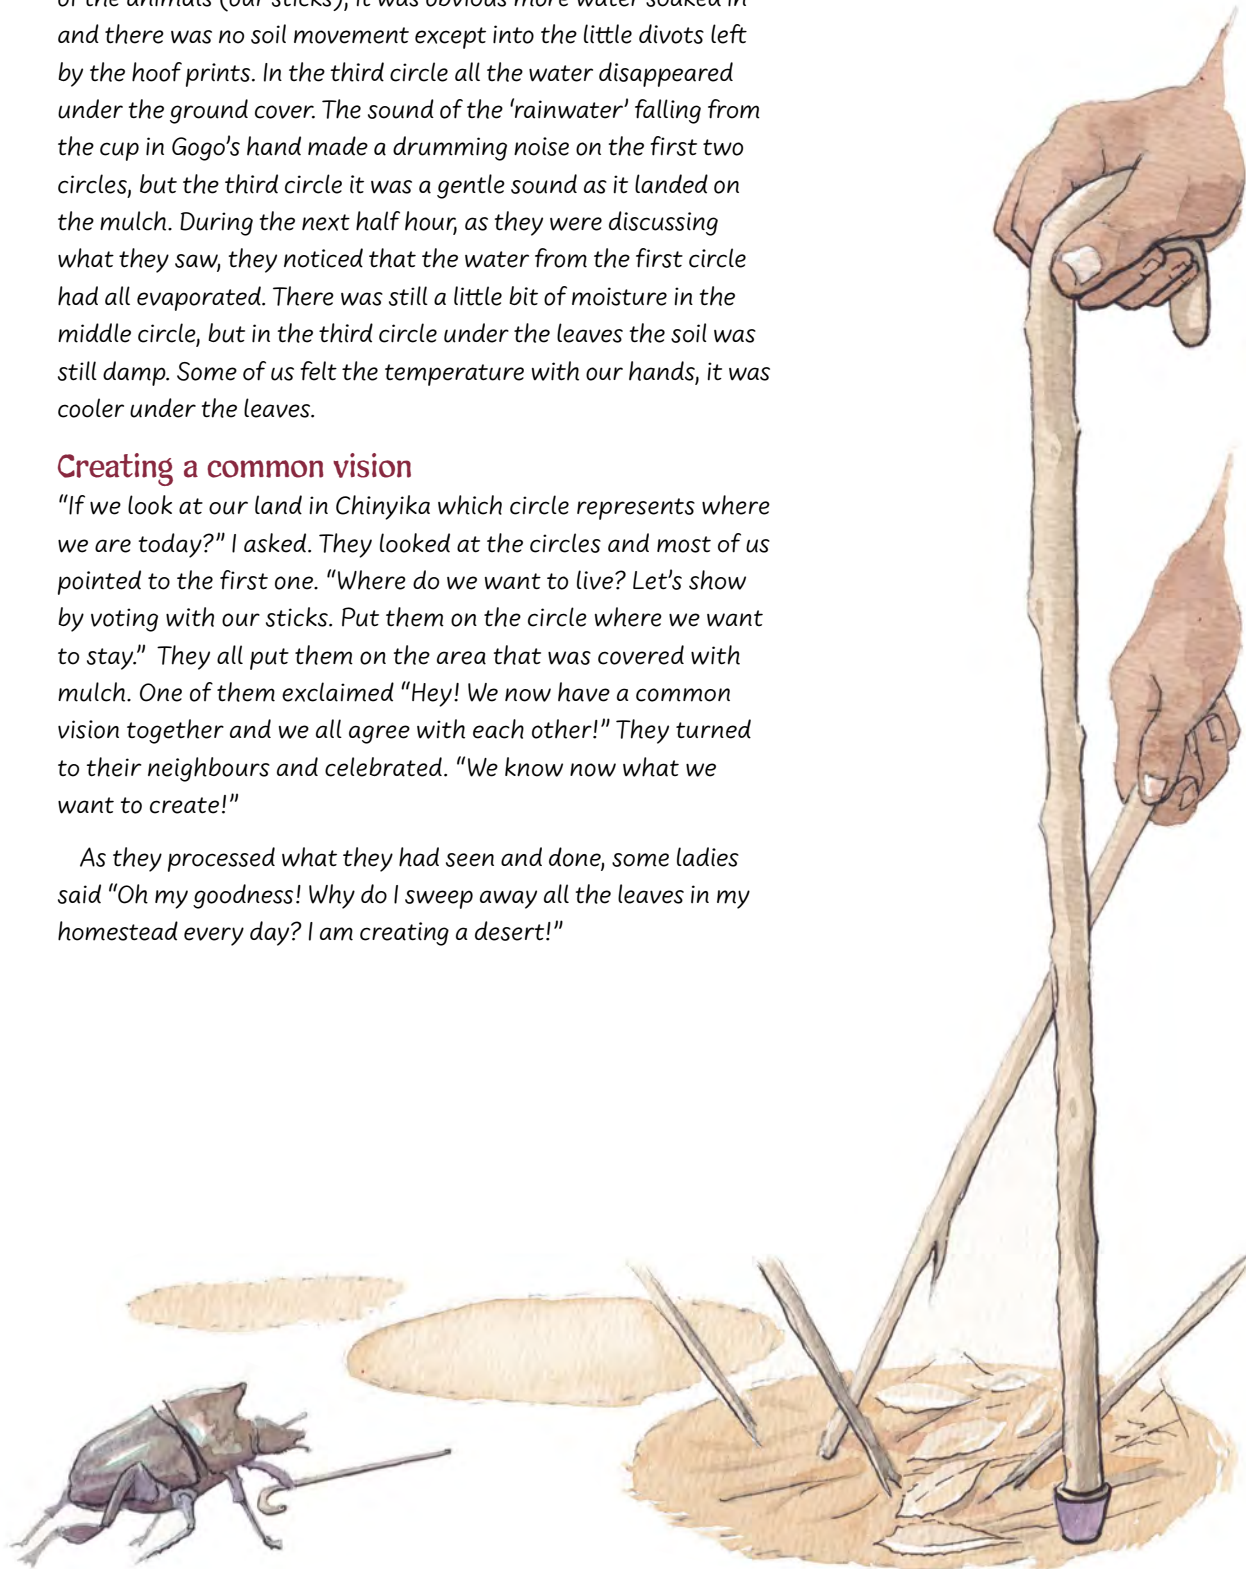 of the animals (our sticks), it was obvious more water soaked in
and there was no soil movement except into the little divots left
by the hoof prints. In the third circle all the water disappeared
under the ground cover. The sound of the ‘rainwater’ falling from
the cup in Gogo’s hand made a drumming noise on the first two
circles, but the third circle it was a gentle sound as it landed on
the mulch. During the next half hour, as they were discussing
what they saw, they noticed that the water from the first circle
had all evaporated. There was still a little bit of moisture in the
middle circle, but in the third circle under the leaves the soil was
still damp. Some of us felt the temperature with our hands, it was
cooler under the leaves.
Creating a common vision
“If we look at our land in Chinyika which circle represents where
we are today?” I asked. They looked at the circles and most of us
pointed to the first one. “Where do we want to live? Let’s show
by voting with our sticks. Put them on the circle where we want
to stay.” They all put them on the area that was covered with
mulch. One of them exclaimed “Hey! We now have a common
vision together and we all agree with each other!” They turned
to their neighbours and celebrated. “We know now what we
want to create!”
As they processed what they had seen and done, some ladies
said “Oh my goodness! Why do I sweep away all the leaves in my
homestead every day? I am creating a desert!”